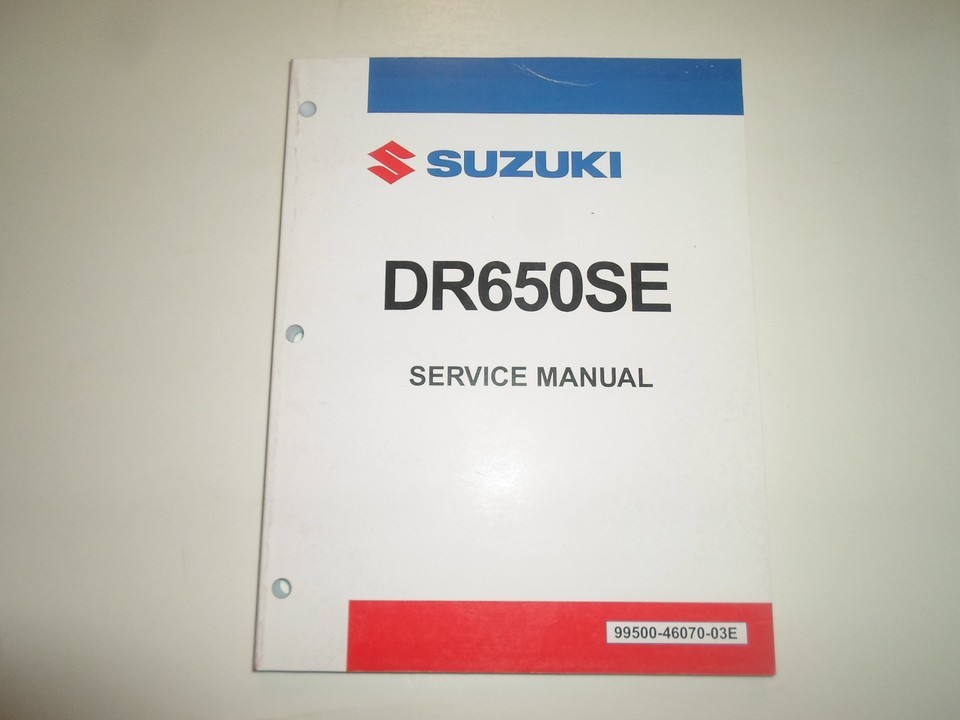 SUZUKI
DR650SE
SERVICE MANUAL
99500-46070-03E